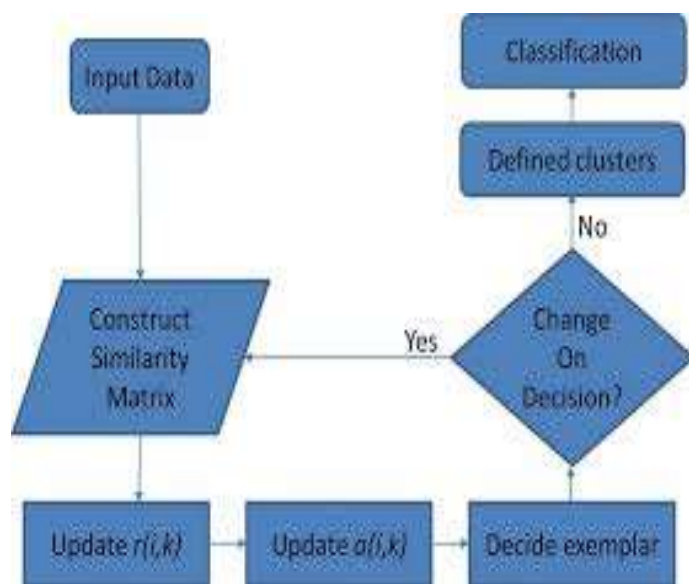 Input Data
Construct
Similarity
Matrix
Update r(i,k)
Update a(i,k)
Decide exemplar
Change
On
Decision?
Yes
No
Defined clusters
Classification